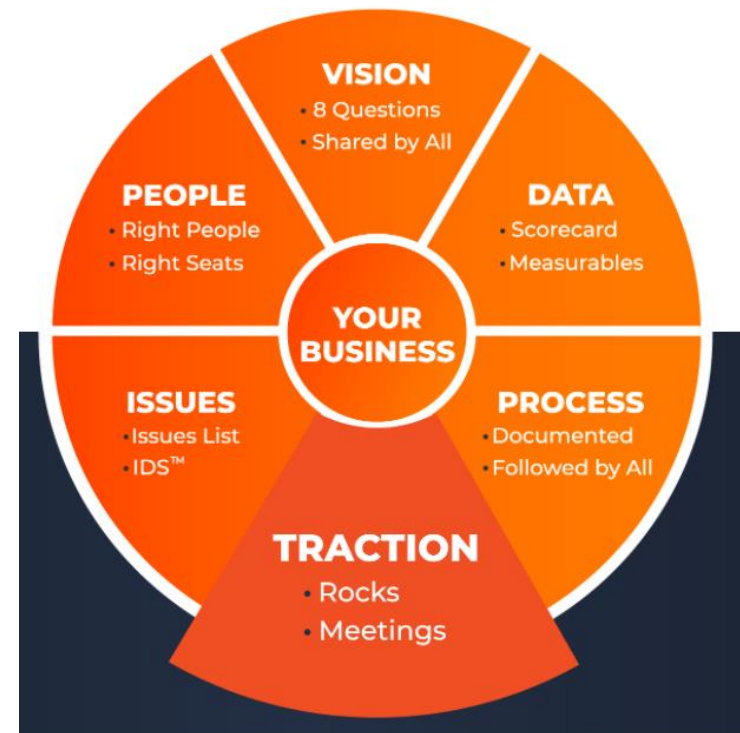 VISION
• 8 Questions
• Shared by All
PEOPLE
• Right People
• Right Seats
DATA
• Scorecard
• Measurables
YOUR
BUSINESS
ISSUES
• Issues List
• IDS™
PROCESS
• Documented
• Followed by All
TRACTION
• Rocks
• Meetings